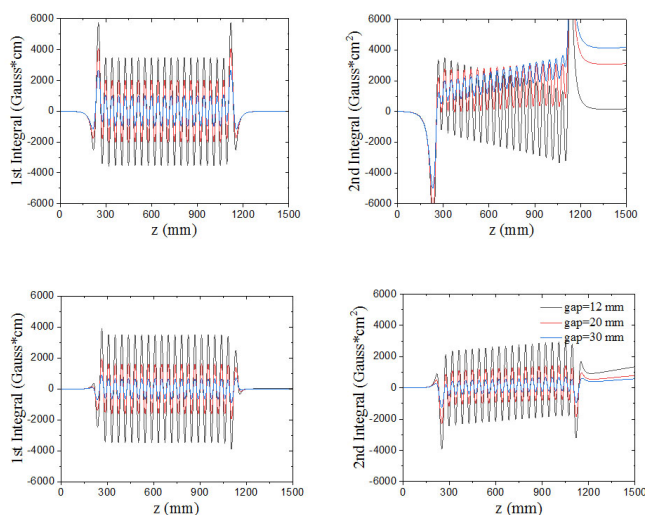 6000
4000
2000
0
-2000
-4000
-6000
1st Integral (Gauss*cm)
0 300 600 900 1200 1500
z (mm)
6000
4000
2000
0
-2000
-4000
-6000
2nd Integral (Gauss*cm²)
0 300 600 900 1200 1500
z (mm)
6000
4000
2000
0
-2000
-4000
-6000
1st Integral (Gauss*cm)
0 300 600 900 1200 1500
z (mm)
6000
4000
2000
0
-2000
-4000
-6000
2nd Integral (Gauss*cm²)
gap=12 mm
gap=20 mm
gap=30 mm
0 300 600 900 1200 1500
z (mm)